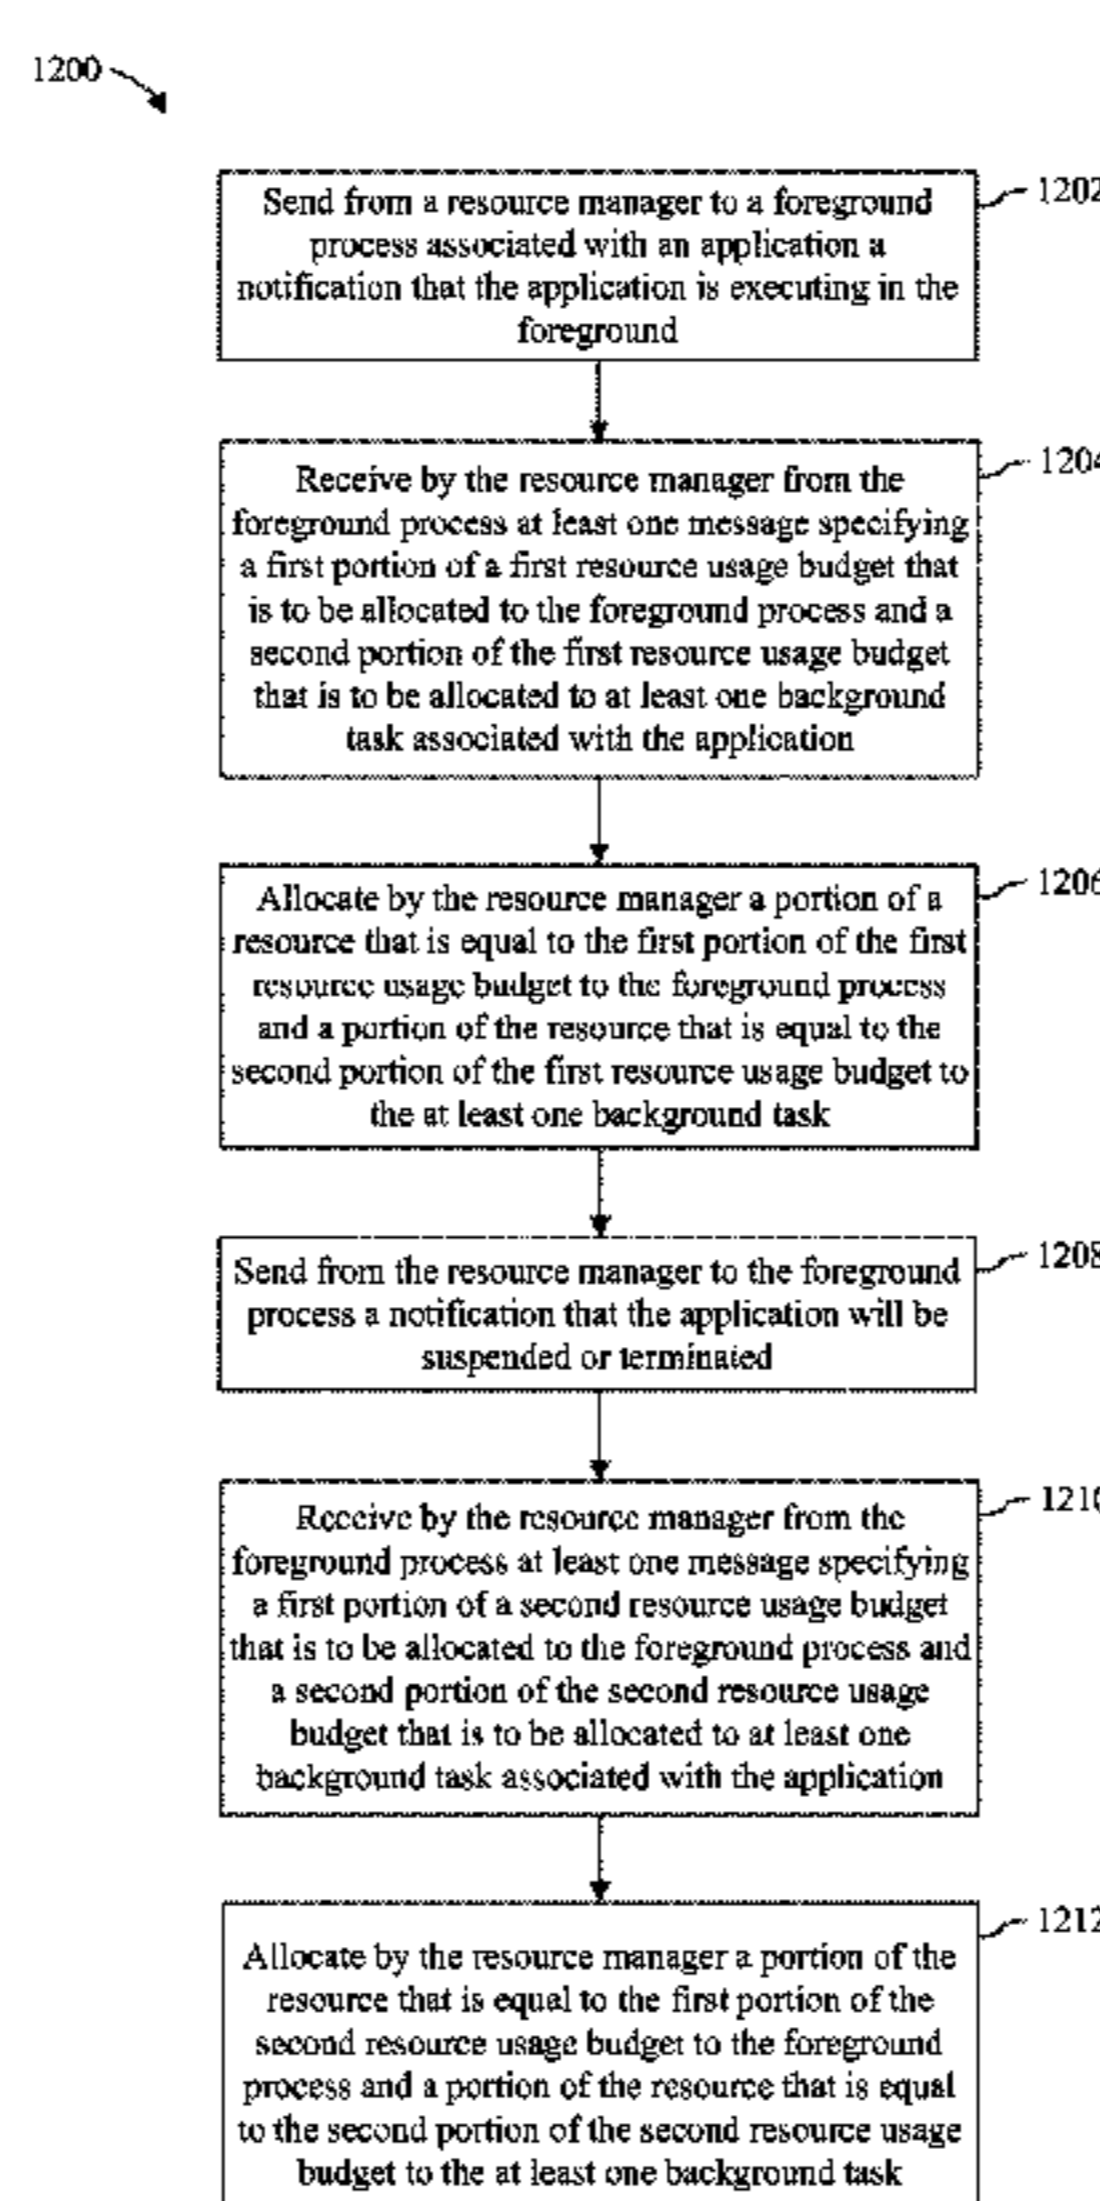 1200
1202
Send from a resource manager to a foreground
process associated with an application a
notification that the application is executing in the
foreground
1204
Receive by the resource manager from the
foreground process at least one message specifying
a first portion of a first resource usage budget that
is to be allocated to the foreground process and a
second portion of the first resource usage budget
that is to be allocated to at least one background
task associated with the application
1206
Allocate by the resource manager a portion of a
resource that is equal to the first portion of the first
resource usage budget to the foreground process
and a portion of the resource that is equal to the
second portion of the first resource usage budget to
the at least one background task
1208
Send from the resource manager to the foreground
process a notification that the application will be
suspended or terminated
1210
Receive by the resource manager from the
foreground process at least one message specifying
a first portion of a second resource usage budget
that is to be allocated to the foreground process and
a second portion of the second resource usage
budget that is to be allocated to at least one
background task associated with the application
1212
Allocate by the resource manager a portion of the
resource that is equal to the first portion of the
second resource usage budget to the foreground
process and a portion of the resource that is equal
to the second portion of the second resource usage
budget to the at least one background task